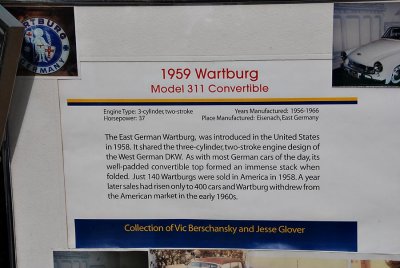 WARTBURG
GERMANY
1959 Wartburg
Model 311 Convertible
Engine Type: 3-cylinder, two-stroke
Years Manufactured: 1956-1966
Horsepower: 37
Place Manufactured: Eisenach, East Germany
The East German Wartburg, was introduced in the United States
in 1958. It shared the three-cylinder, two-stroke engine design of
the West German DKW. As with most German cars of the day, its
well-padded convertible top formed an immense stack when
folded. Just 140 Wartburgs were sold in America in 1958. A year
later sales had risen only to 400 cars and Wartburg withdrew from
the American market in the early 1960s.
Collection of Vic Berschansky and Jesse Glover